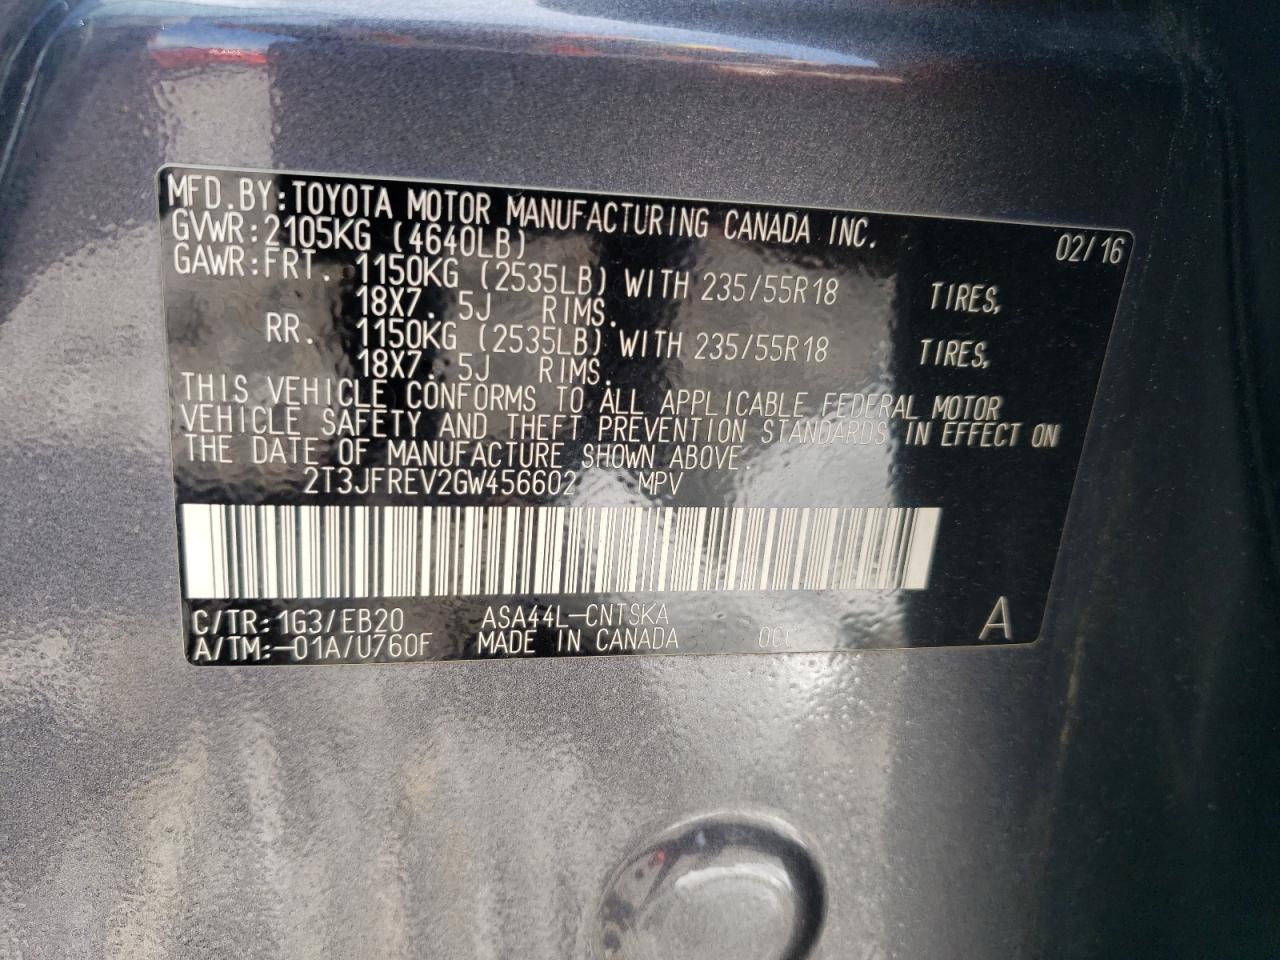 MFD.BY:TOYOTA MOTOR MANUFACTURING CANADA INC. 02/16
GVWR:2105KG (4640LB)
GAWR:FRT. 1150KG (2535LB) WITH 235/55R18 TIRES,
18X7. 5J RIMS.
RR. 1150KG (2535LB) WITH 235/55R18 TIRES,
18X7. 5J RIMS.
THIS VEHICLE CONFORMS TO ALL APPLICABLE FEDERAL MOTOR
VEHICLE SAFETY AND THEFT PREVENTION STANDARDS IN EFFECT ON
THE DATE OF MANUFACTURE SHOWN ABOVE.
2T3JFREV2GW456602 MPV
C/TR: 1G3/EB20 ASA44L-CNTSKA A
A/TM:-01A/U760F MADE IN CANADA